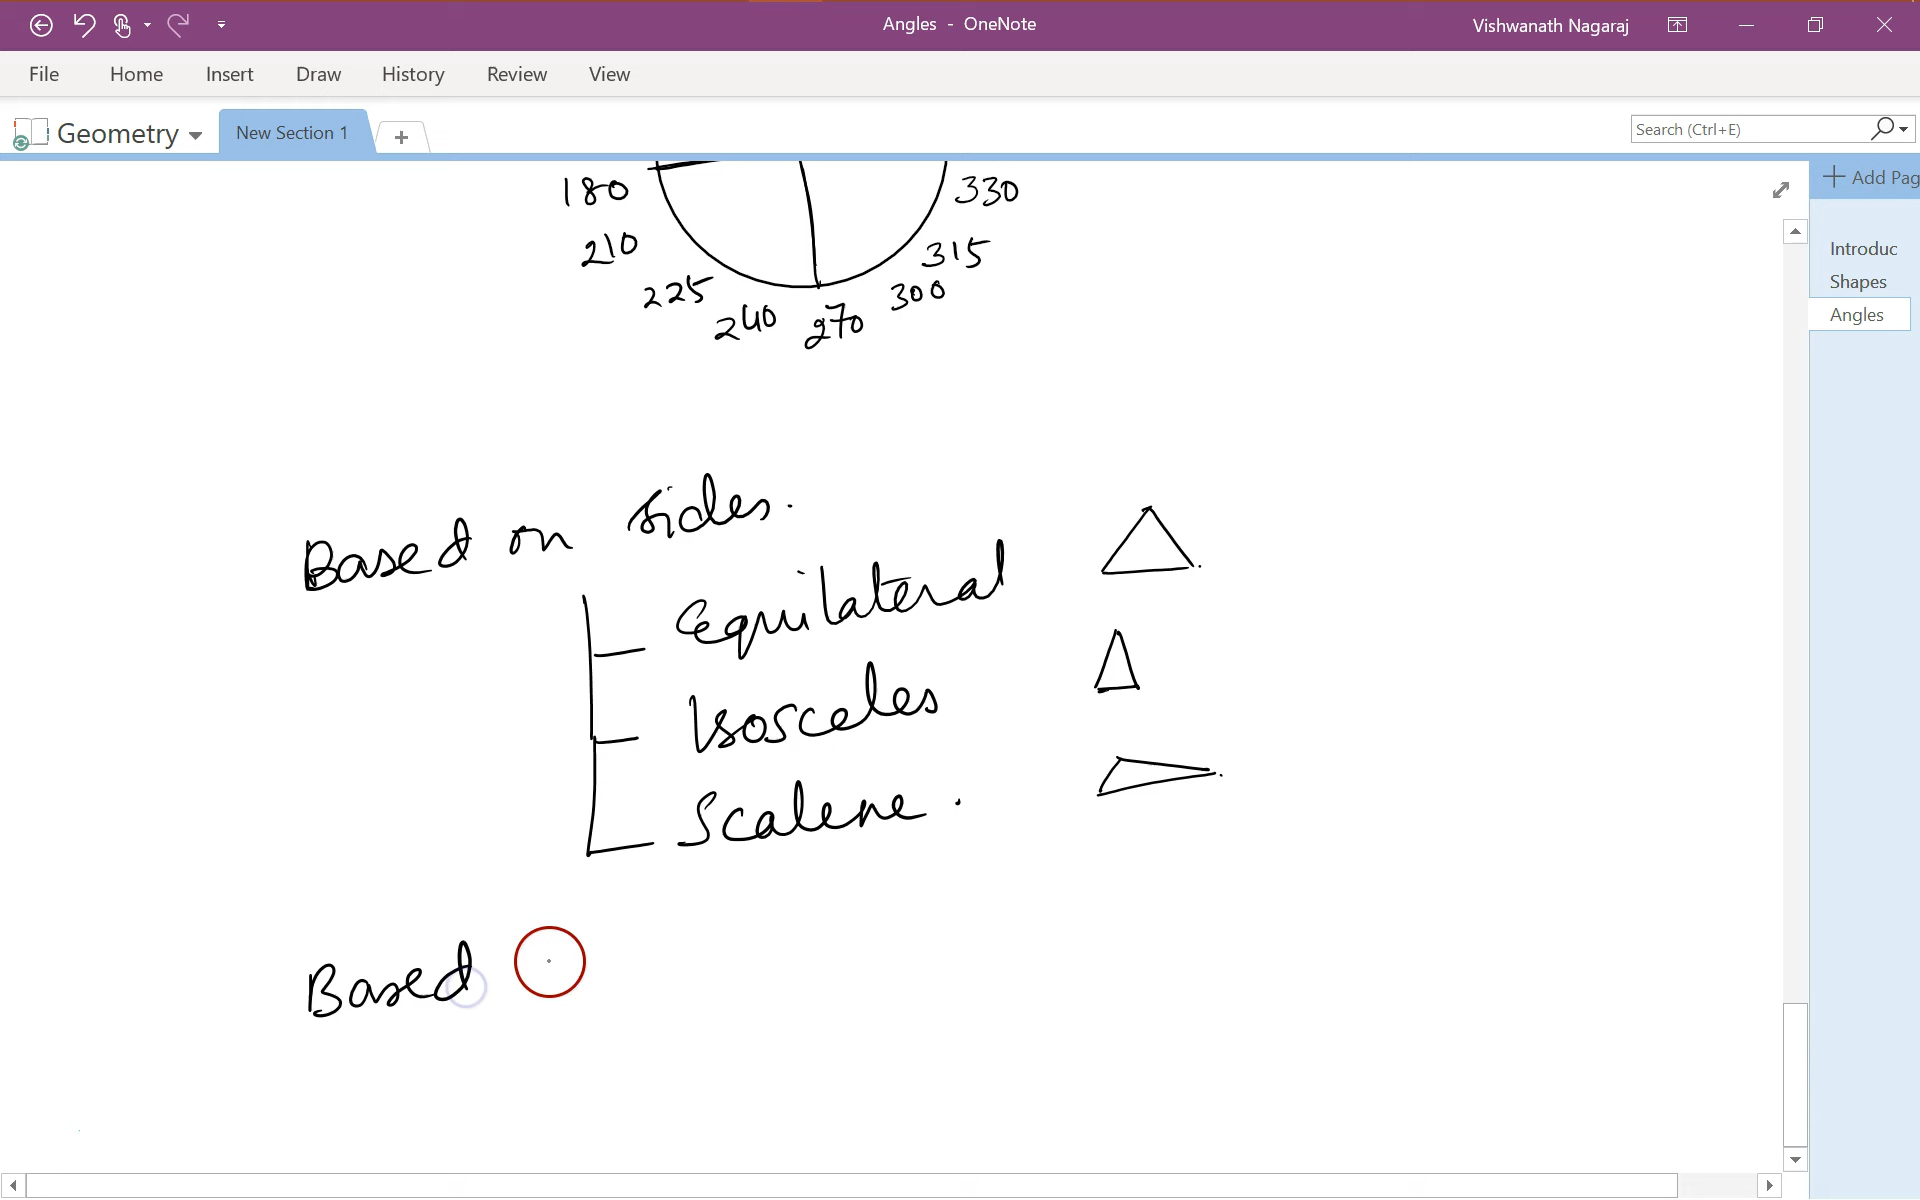 Angles - OneNote
Vishwanath Nagaraj
File Home Insert Draw History Review View
Geometry
New Section 1
+
Search (Ctrl+E)
Add Pag
Introduc
Shapes
Angles
180
210
225
240
270
300
315
330
Based on sides.
Equilateral
Isosceles
Scalene.
Based